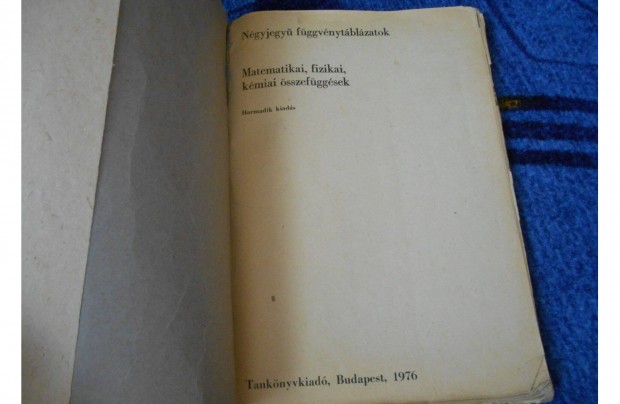 Négyjegyű függvénytáblázatok
Matematikai, fizikai,
kémiai összefüggések
Harmadik kiadás
Tankönyvkiadó, Budapest, 1976